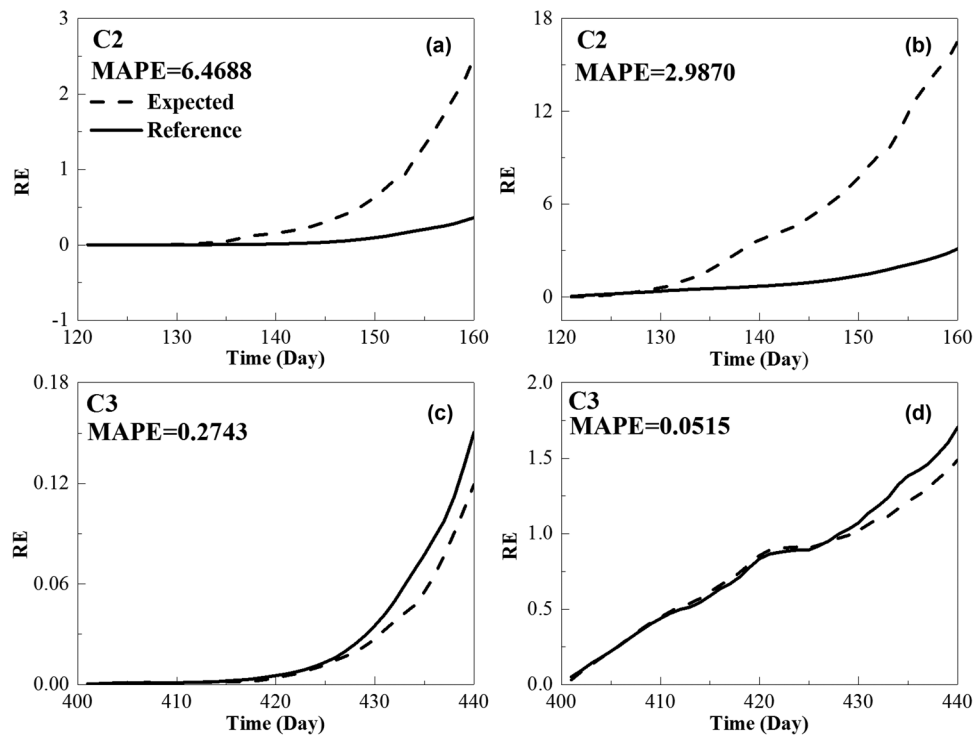 3
2
1
0
-1
RE
C2
(a)
MAPE=6.4688
Expected
Reference
120
130
140
150
160
Time (Day)
18
12
6
0
RE
C2
(b)
MAPE=2.9870
120
130
140
150
160
Time (Day)
0.18
0.12
0.06
0.00
RE
C3
(c)
MAPE=0.2743
400
410
420
430
440
Time (Day)
2.0
1.5
1.0
0.5
0.0
RE
C3
(d)
MAPE=0.0515
400
410
420
430
440
Time (Day)